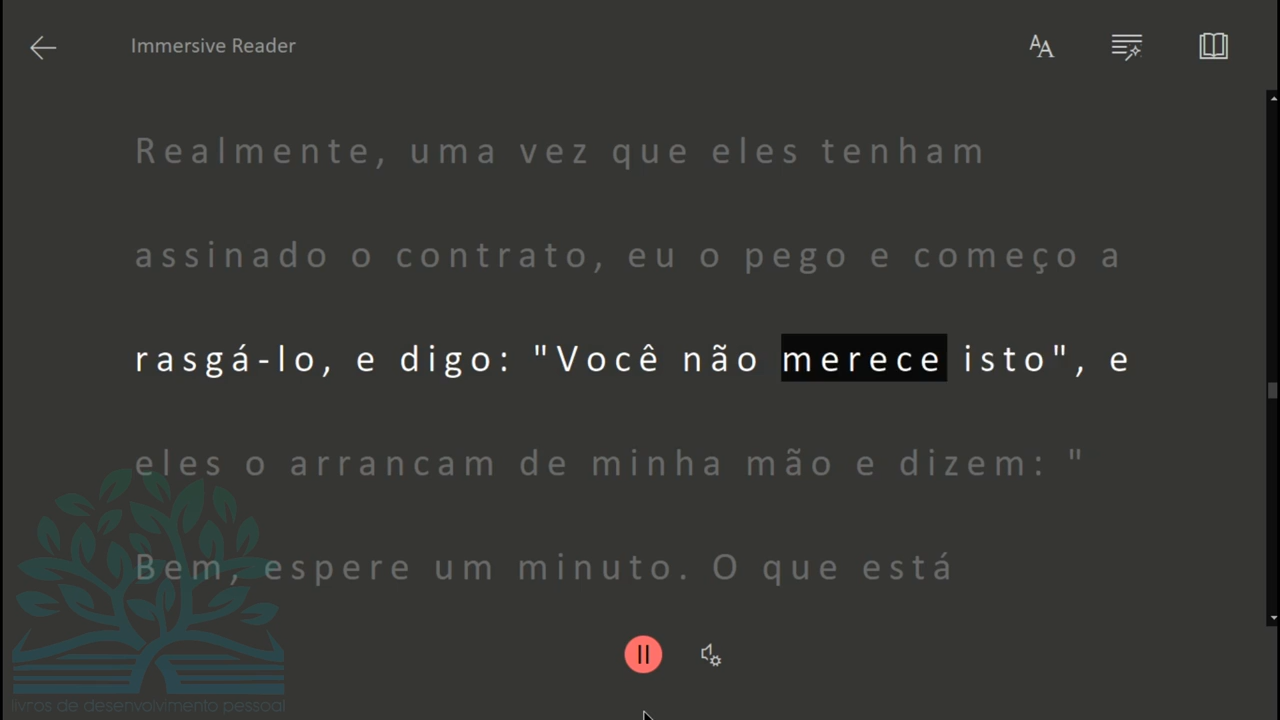 Immersive Reader
Realmente, uma vez que eles tenham
assinado o contrato, eu o pego e começo a
rasgá-lo, e digo: "Você não merece isto", e
eles o arrancam de minha mão e dizem: "
Bem, espere um minuto. O que está
livros de desenvolvimento pessoal